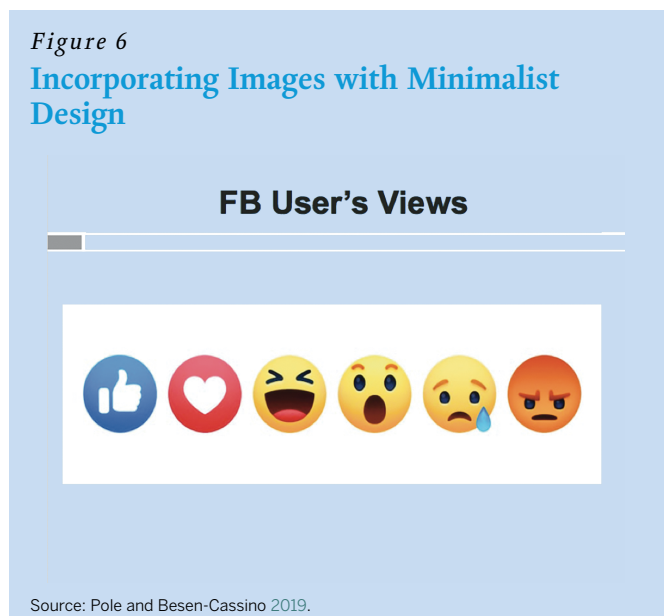 Figure 6
Incorporating Images with Minimalist
Design
FB User’s Views
Source: Pole and Besen-Cassino 2019.